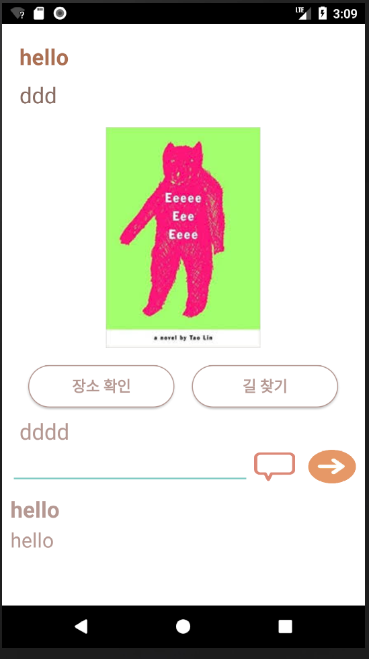 LTE 3:09
hello
ddd
Eeeee
Eee
Eeee
a novel by Tao Lin
장소 확인
길 찾기
dddd
hello
hello